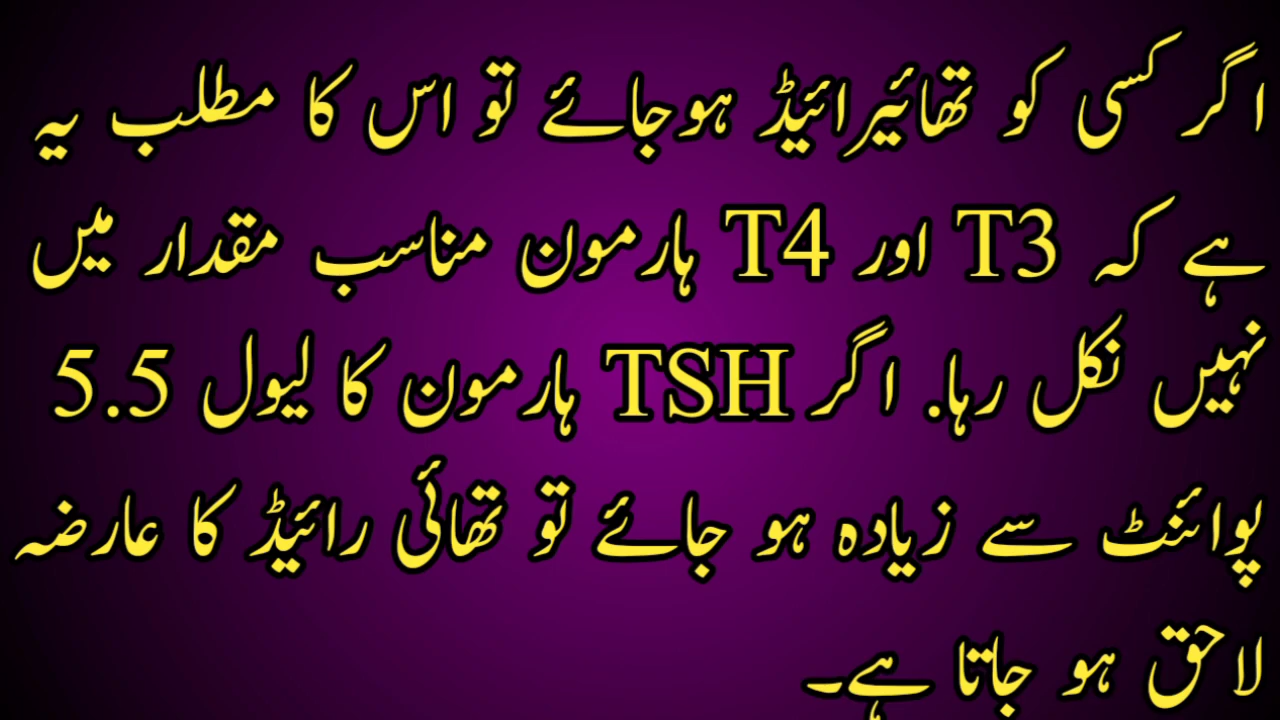 اگر کسی کو تھائیرائیڈ ہوجائے تو اس کا مطلب یہ
ہے کہ T3 اور T4 ہارمون مناسب مقدار میں
نہیں نکل رہا. اگر TSH ہارمون کا لیول 5.5
پوائنٹ سے زیادہ ہو جائے تو تھائی رائیڈ کا عارضہ
لاحق ہو جاتا ہے۔